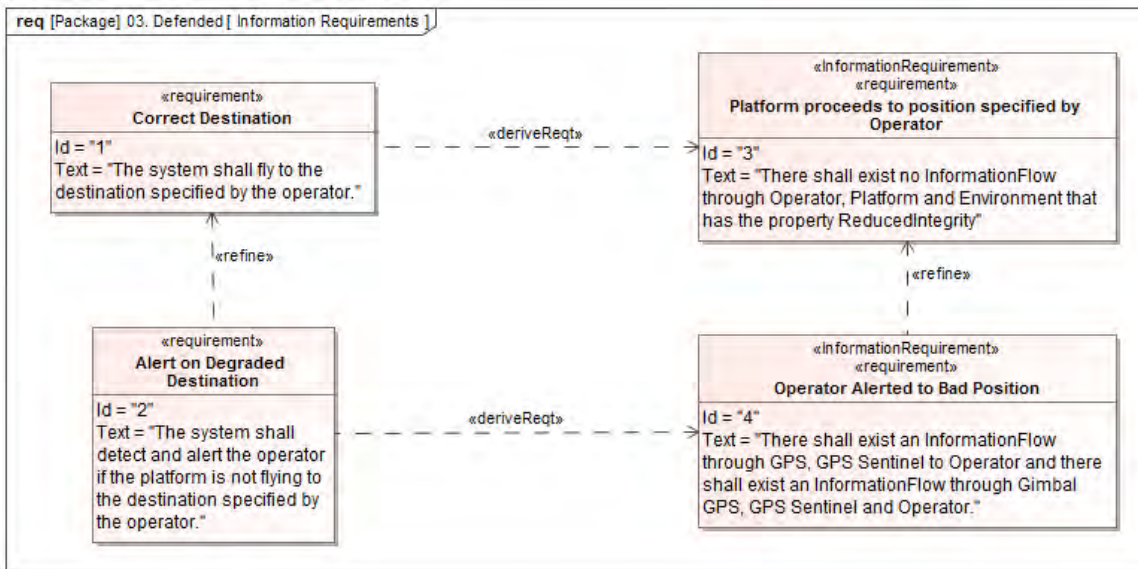 req [Package] 03. Defended [ Information Requirements ]
«requirement»
Correct Destination
Id = "1"
Text = "The system shall fly to the
destination specified by the operator."
«deriveReqt»
«InformationRequirement»
«requirement»
Platform proceeds to position specified by
Operator
Id = "3"
Text = "There shall exist no InformationFlow
through Operator, Platform and Environment that
has the property ReducedIntegrity"
«refine»
«refine»
«requirement»
Alert on Degraded
Destination
Id = "2"
Text = "The system shall
detect and alert the operator
if the platform is not flying to
the destination specified by
the operator."
«deriveReqt»
«InformationRequirement»
«requirement»
Operator Alerted to Bad Position
Id = "4"
Text = "There shall exist an InformationFlow
through GPS, GPS Sentinel to Operator and there
shall exist an InformationFlow through Gimbal
GPS, GPS Sentinel and Operator."